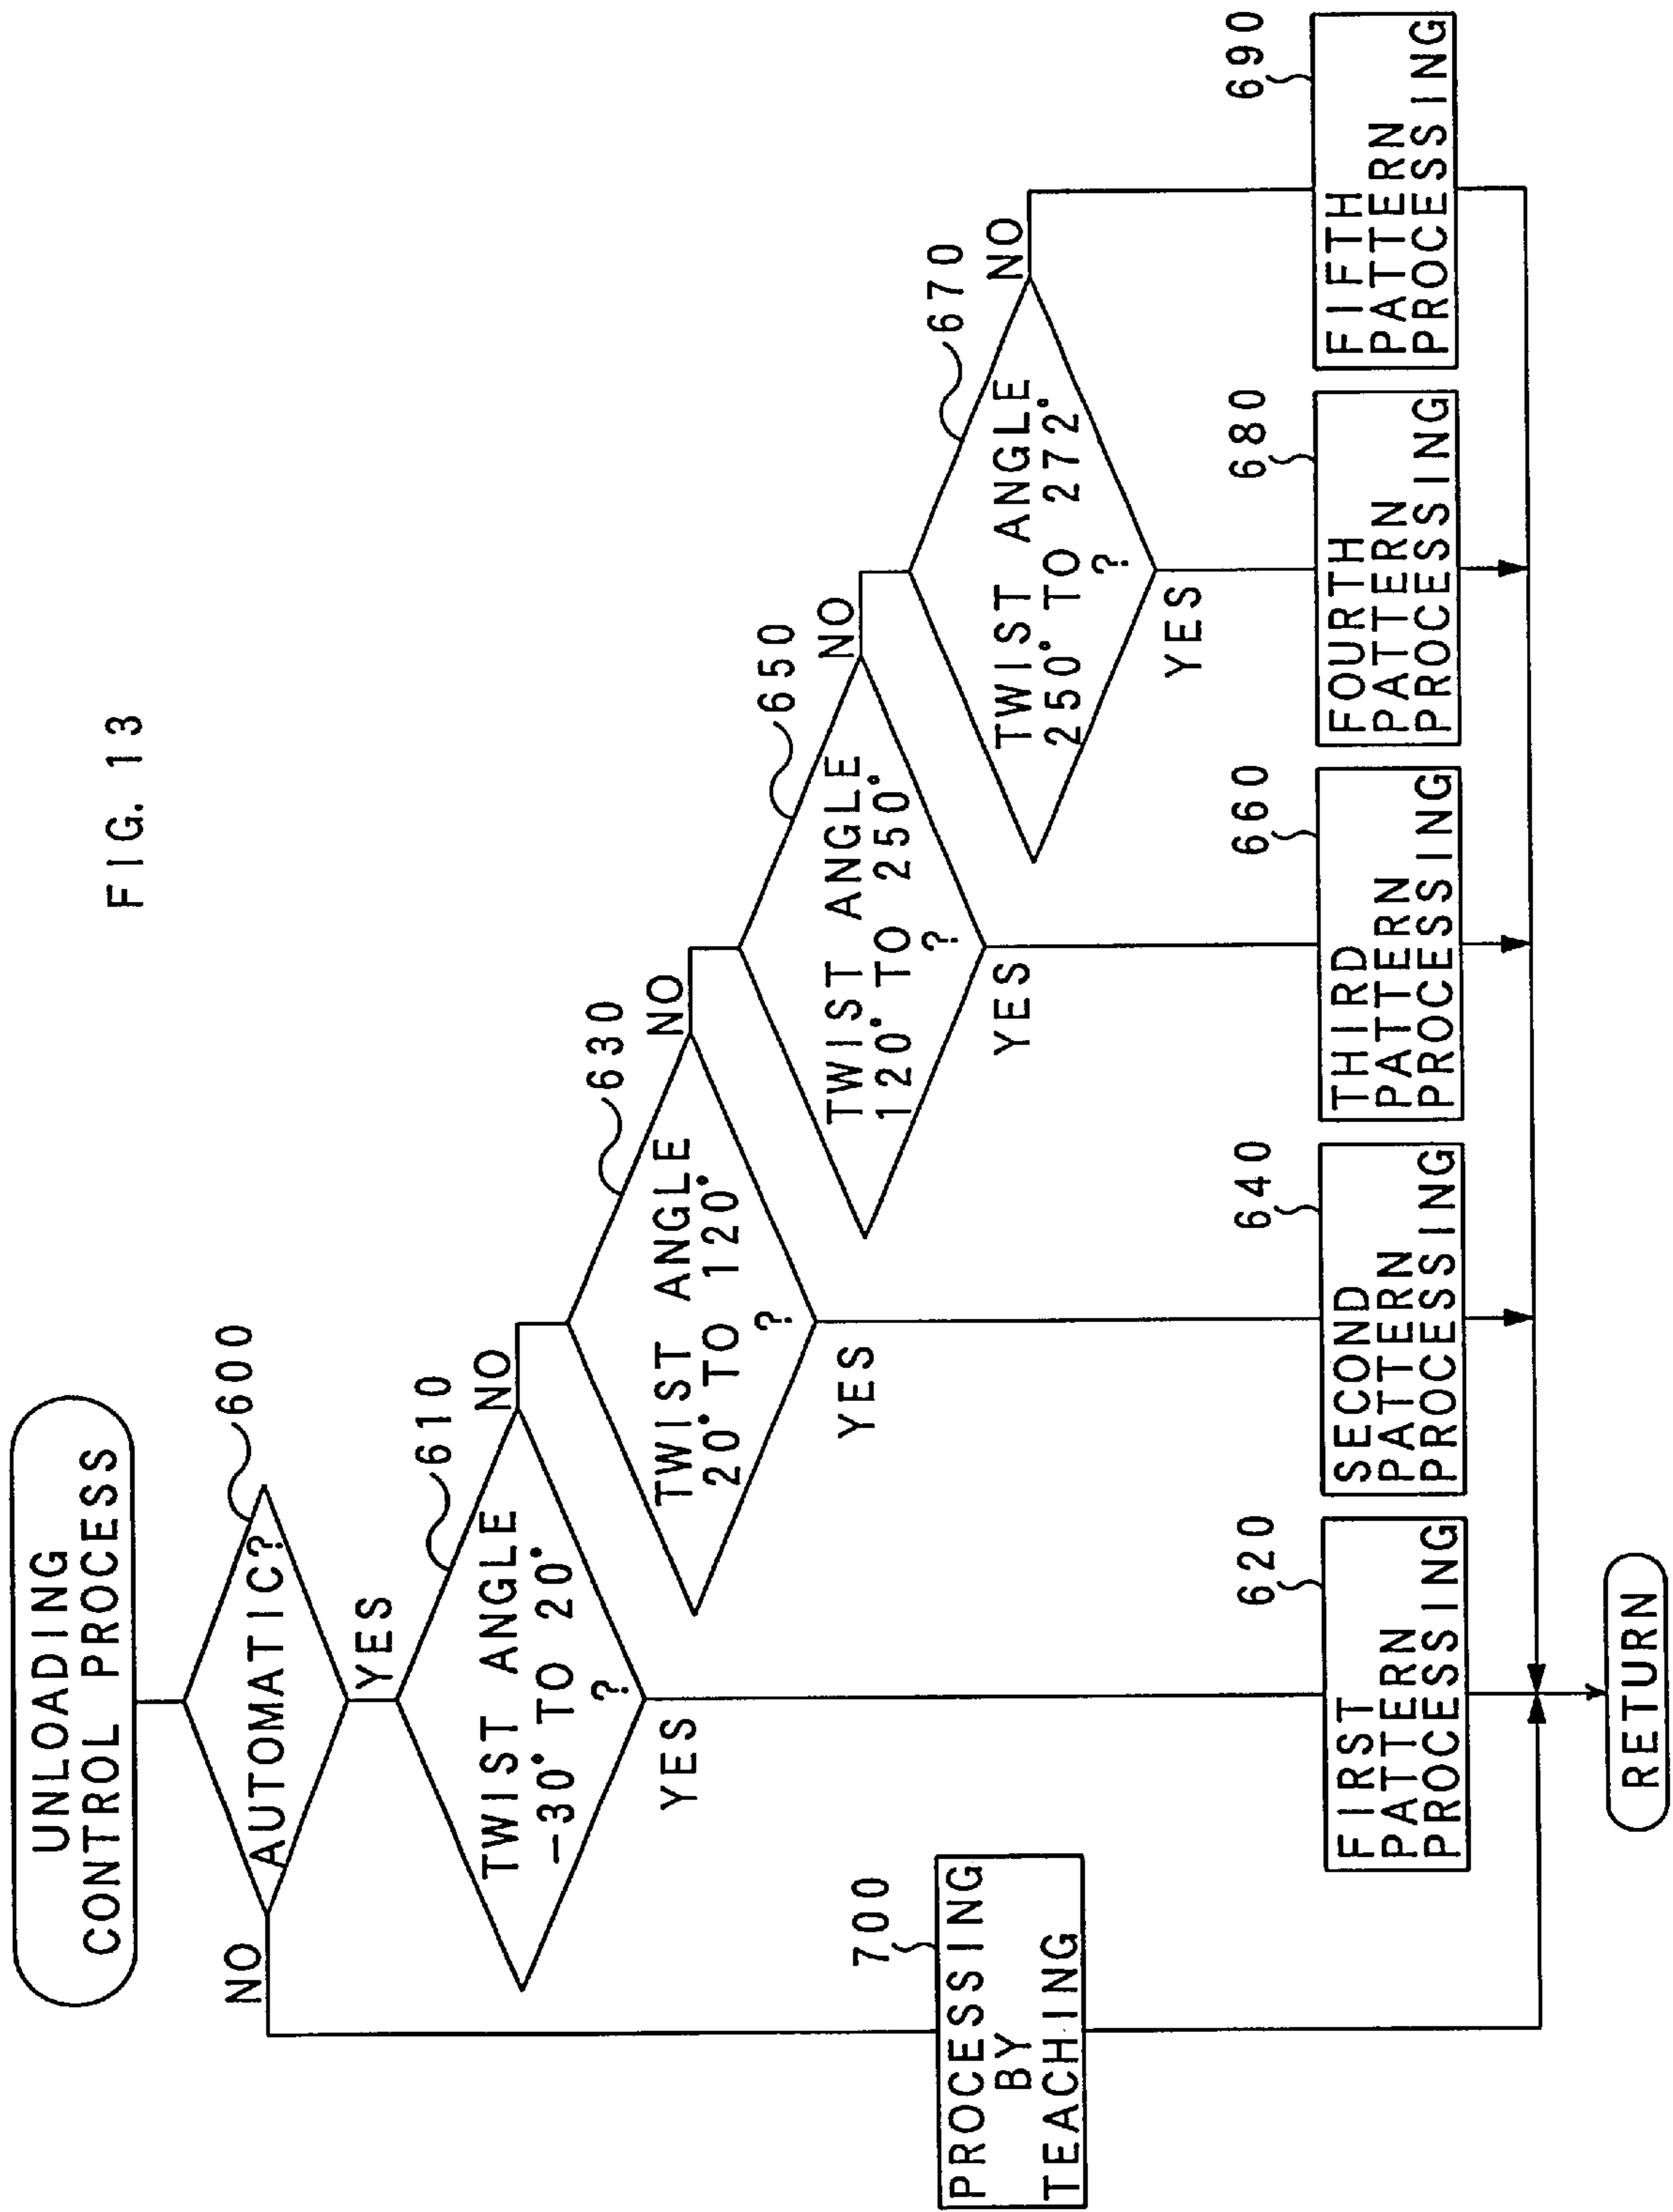 FIG. 13
UNLOADING
CONTROL PROCESS
600
AUTOMATIC?
NO
YES
610
TWIST ANGLE
−30° TO 20°
?
NO
YES
630
TWIST ANGLE
20° TO 120°
?
NO
YES
650
TWIST ANGLE
120° TO 250°
?
NO
YES
670
TWIST ANGLE
250° TO 272°
?
NO
YES
700
PROCESSING
BY
TEACHING
620
FIRST
PATTERN
PROCESSING
640
SECOND
PATTERN
PROCESSING
660
THIRD
PATTERN
PROCESSING
680
FOURTH
PATTERN
PROCESSING
690
FIFTH
PATTERN
PROCESSING
RETURN